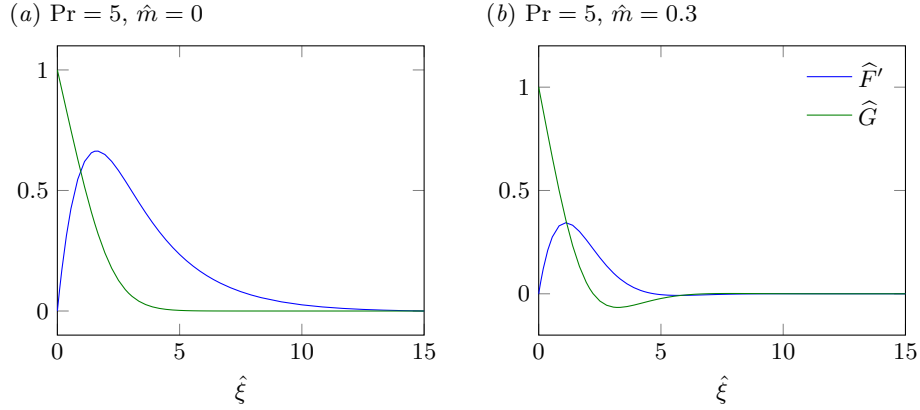 (a) Pr = 5, m̂ = 0
1
0.5
0
0 5 10 15
ξ̂
(b) Pr = 5, m̂ = 0.3
1
0.5
0
0 5 10 15
ξ̂
F̂′
Ĝ